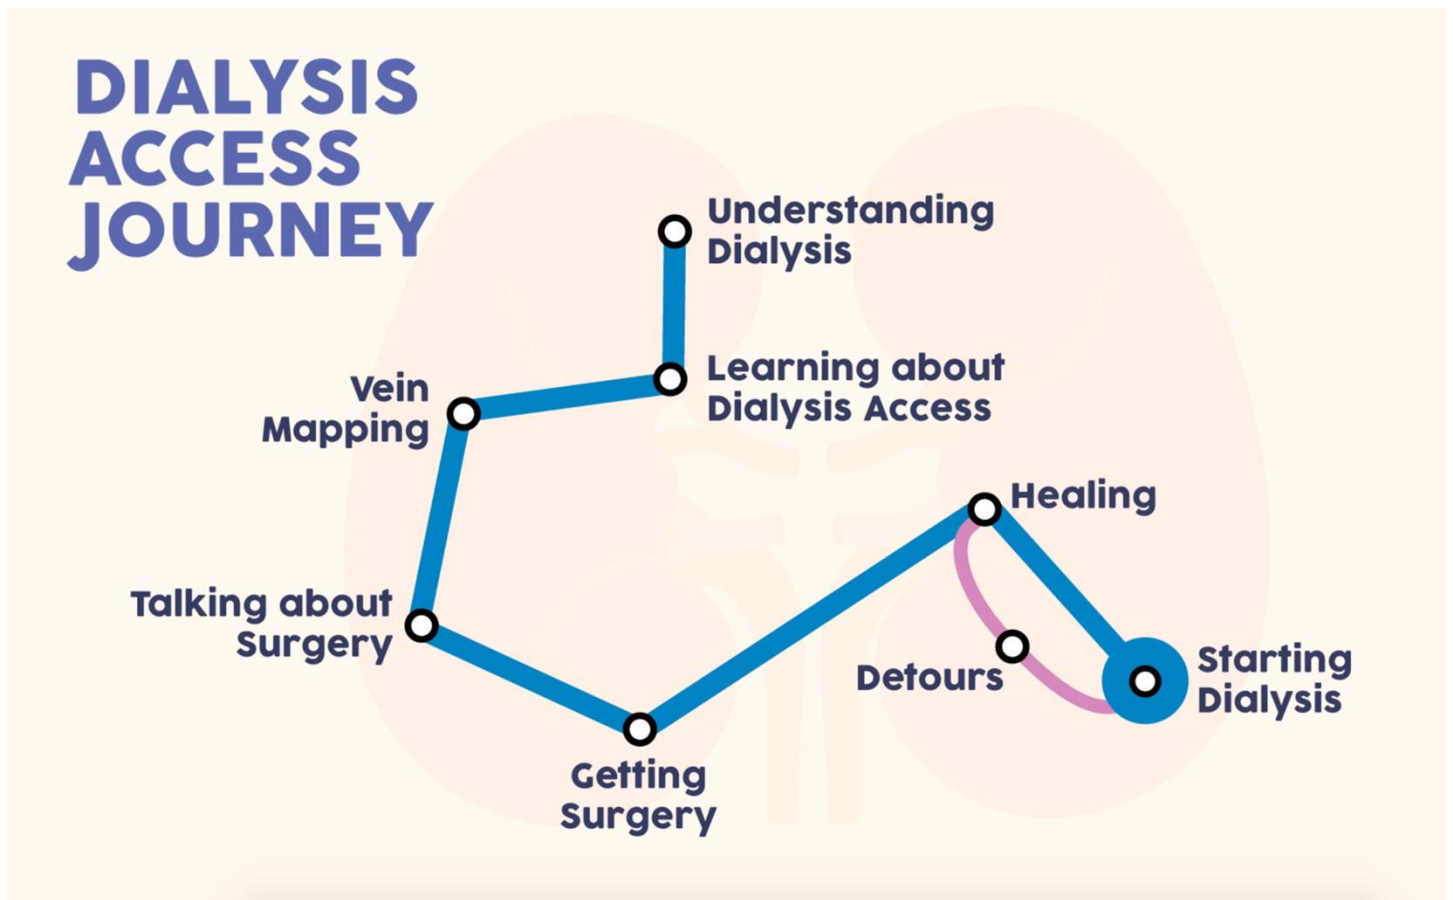 DIALYSIS
ACCESS
JOURNEY
Understanding
Dialysis
Learning about
Dialysis Access
Vein
Mapping
Talking about
Surgery
Getting
Surgery
Healing
Detours
Starting
Dialysis